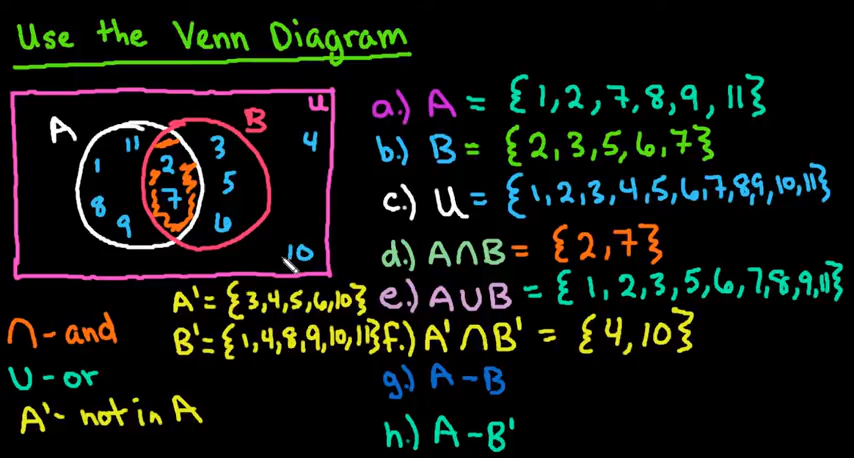 Use the Venn Diagram
U
A
B
11
1
2
3
4
7
5
8
9
6
10
a.) A = {1, 2, 7, 8, 9, 11}
b.) B = {2, 3, 5, 6, 7}
c.) U = {1, 2, 3, 4, 5, 6, 7, 8, 9, 10, 11}
d.) A∩B = {2, 7}
e.) A∪B = {1, 2, 3, 5, 6, 7, 8, 9, 11}
A' = {3, 4, 5, 6, 10}
B' = {1, 4, 8, 9, 10, 11}
f.) A'∩B' = {4, 10}
g.) A - B
h.) A - B'
∩ - and
∪ - or
A' - not in A